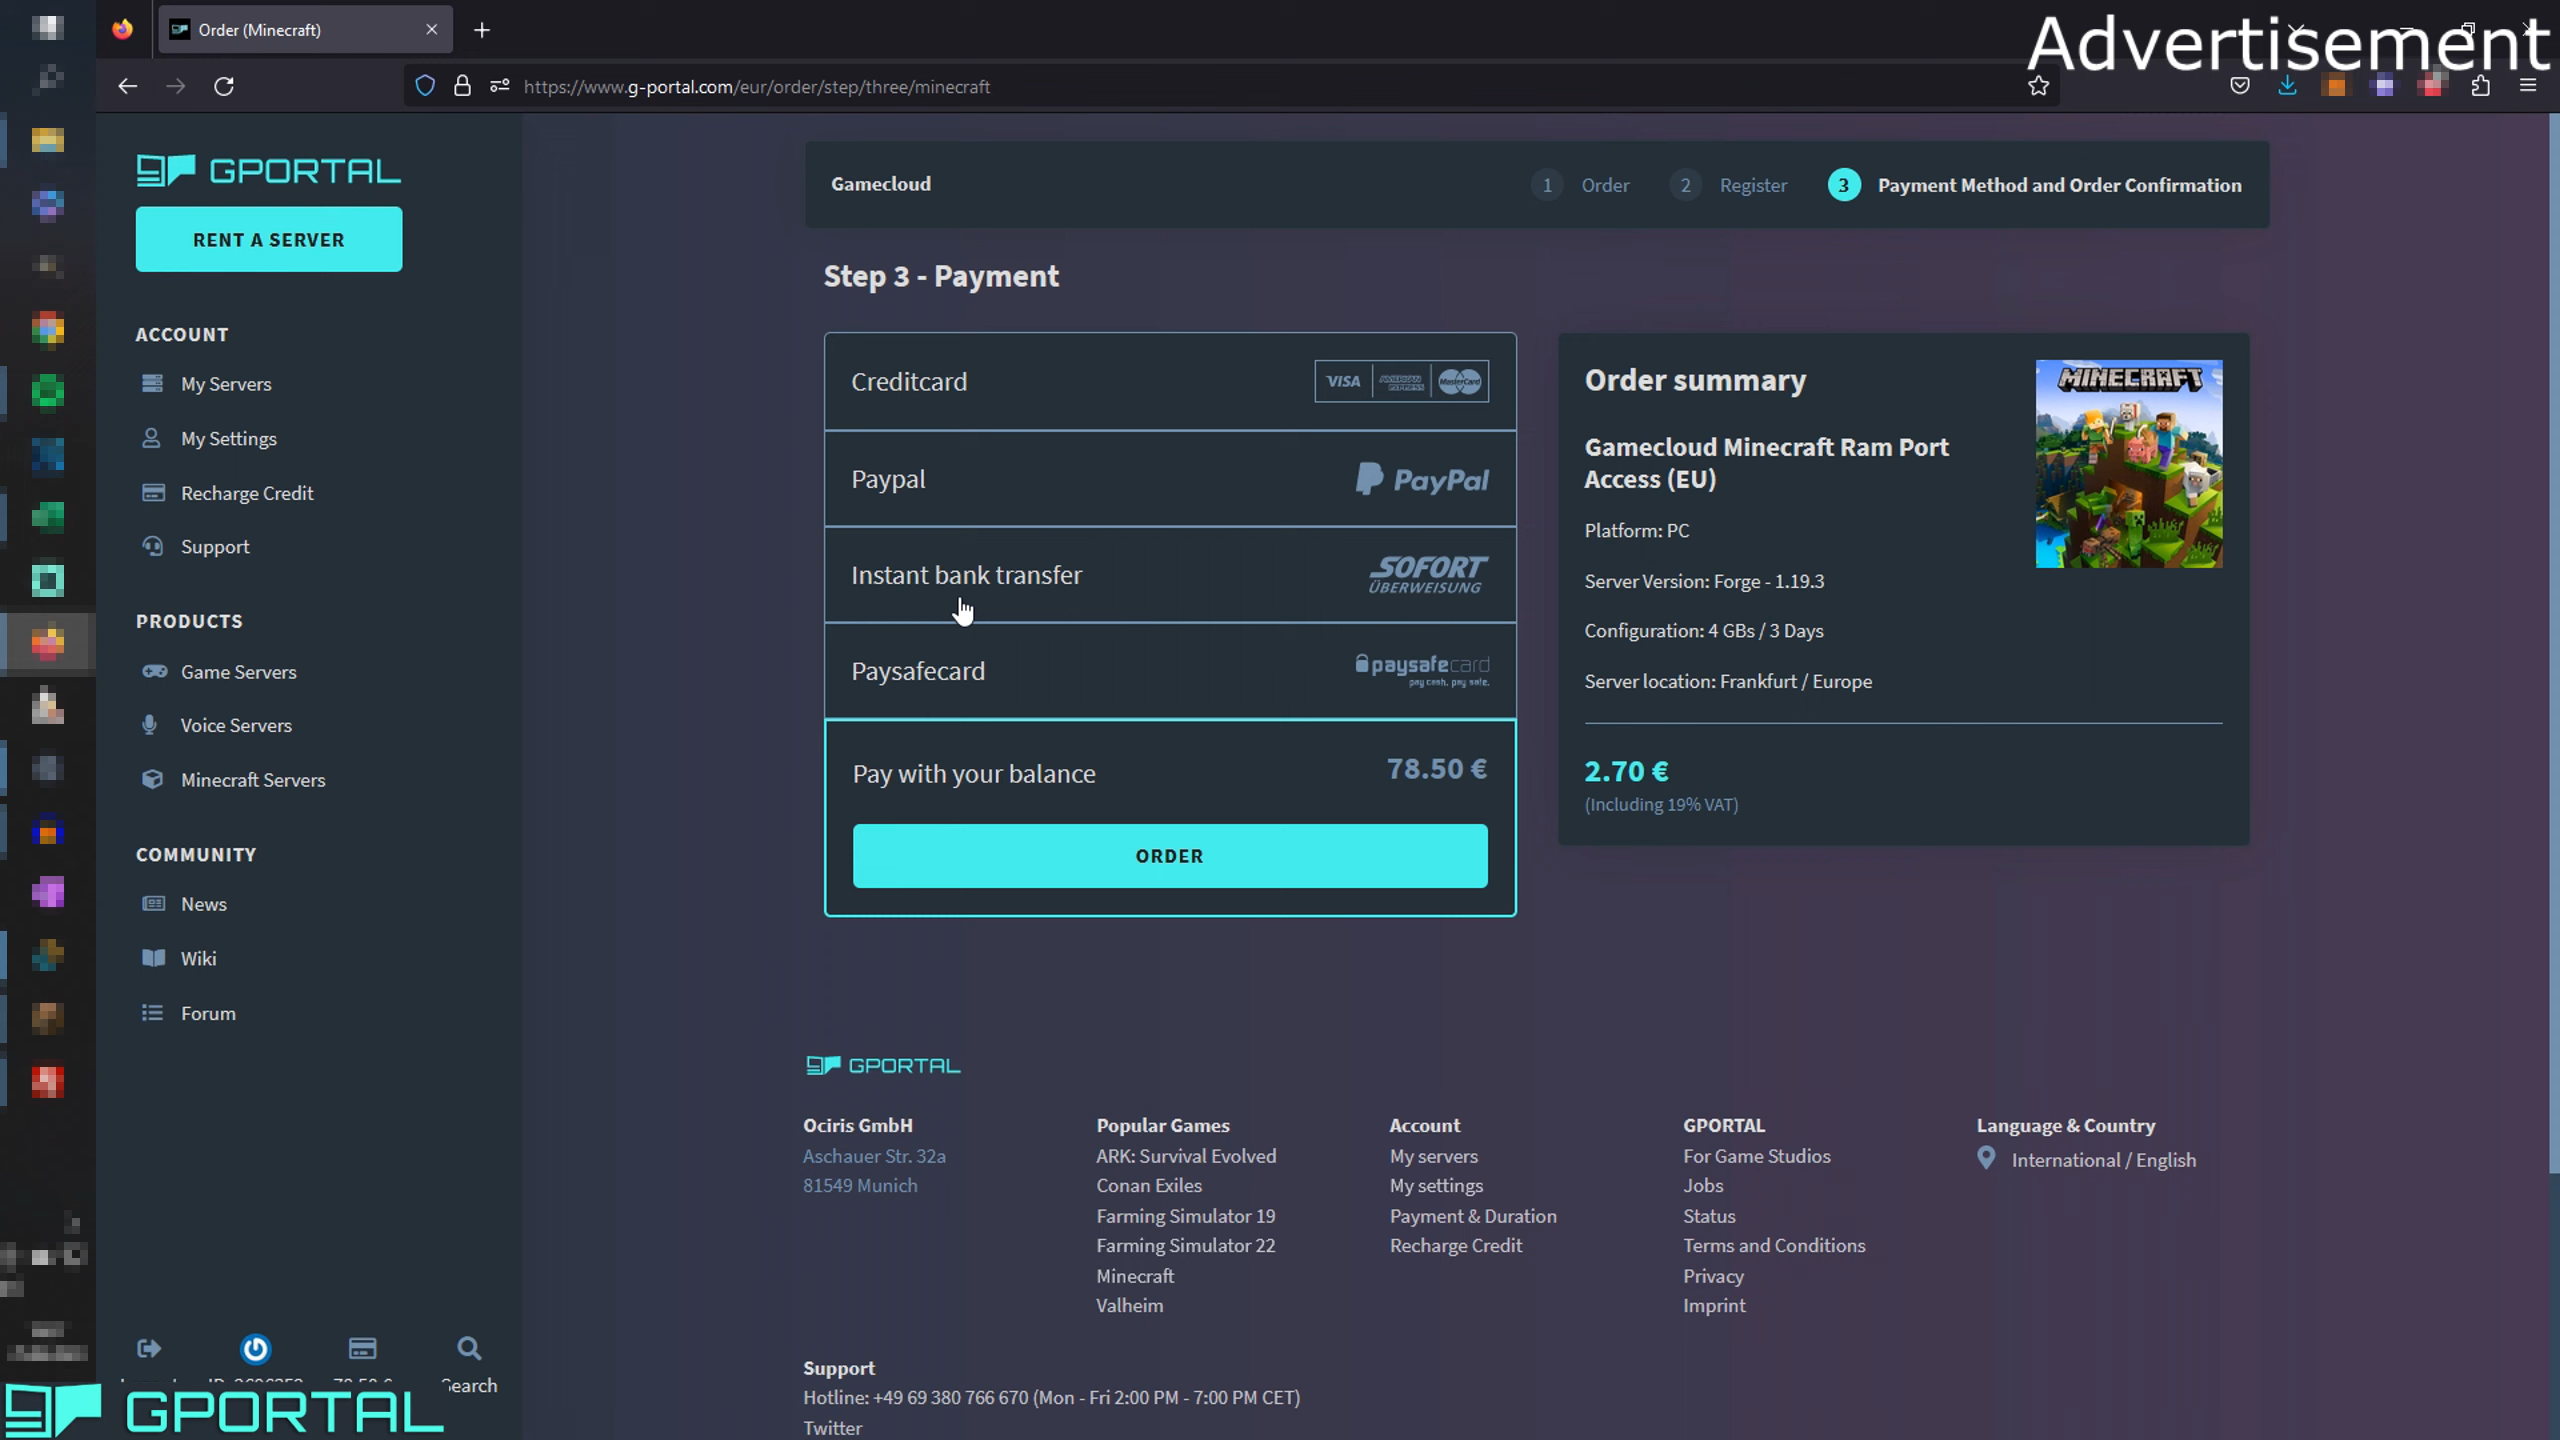 Order (Minecraft)
Advertisement
https://www.g-portal.com/eur/order/step/three/minecraft
GPORTAL
RENT A SERVER
ACCOUNT
My Servers
My Settings
Recharge Credit
Support
PRODUCTS
Game Servers
Voice Servers
Minecraft Servers
COMMUNITY
News
Wiki
Forum
Search
GPORTAL
Gamecloud
1 Order
2 Register
3 Payment Method and Order Confirmation
Step 3 - Payment
Creditcard
VISA AMERICAN EXPRESS MasterCard
Paypal
PayPal
Instant bank transfer
SOFORT
ÜBERWEISUNG
Paysafecard
paysafecard
pay cash. pay safe.
Pay with your balance
78.50 €
ORDER
Order summary
MINECRAFT
Gamecloud Minecraft Ram Port
Access (EU)
Platform: PC
Server Version: Forge - 1.19.3
Configuration: 4 GBs / 3 Days
Server location: Frankfurt / Europe
2.70 €
(Including 19% VAT)
GPORTAL
Ociris GmbH
Aschauer Str. 32a
81549 Munich
Popular Games
ARK: Survival Evolved
Conan Exiles
Farming Simulator 19
Farming Simulator 22
Minecraft
Valheim
Account
My servers
My settings
Payment & Duration
Recharge Credit
GPORTAL
For Game Studios
Jobs
Status
Terms and Conditions
Privacy
Imprint
Language & Country
International / English
Support
Hotline: +49 69 380 766 670 (Mon - Fri 2:00 PM - 7:00 PM CET)
Twitter